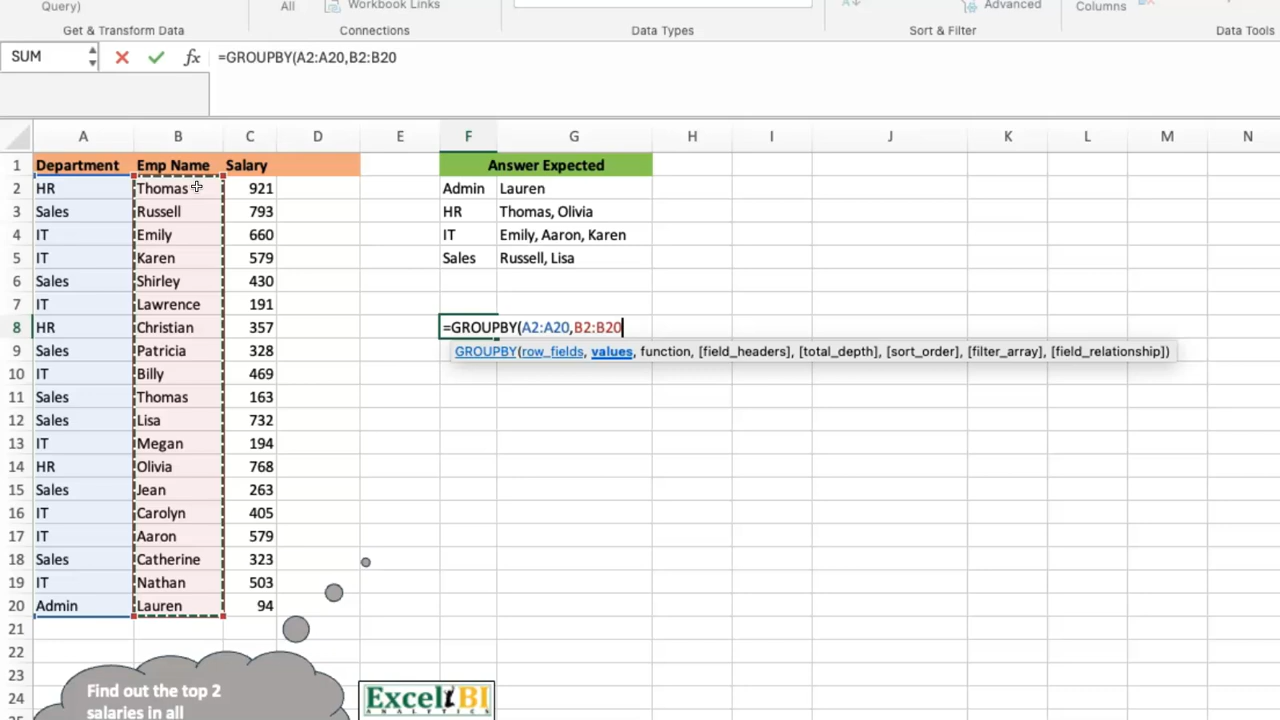 Query) All Workbook Links Advanced Columns
Get & Transform Data Connections Data Types Sort & Filter Data Tools
SUM fx =GROUPBY(A2:A20,B2:B20
A B C D E F G H I J K L M N
1 Department Emp Name Salary Answer Expected
2 HR Thomas 921 Admin Lauren
3 Sales Russell 793 HR Thomas, Olivia
4 IT Emily 660 IT Emily, Aaron, Karen
5 IT Karen 579 Sales Russell, Lisa
6 Sales Shirley 430
7 IT Lawrence 191
8 HR Christian 357 =GROUPBY(A2:A20,B2:B20
9 Sales Patricia 328 GROUPBY(row_fields, values, function, [field_headers], [total_depth], [sort_order], [filter_array], [field_relationship])
10 IT Billy 469
11 Sales Thomas 163
12 Sales Lisa 732
13 IT Megan 194
14 HR Olivia 768
15 Sales Jean 263
16 IT Carolyn 405
17 IT Aaron 579
18 Sales Catherine 323
19 IT Nathan 503
20 Admin Lauren 94
21
22
23
24 Find out the top 2 Excel BI
salaries in all ANALYTICS